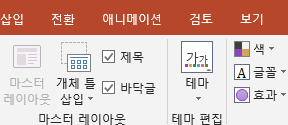 삽입 전환 애니메이션 검토 보기
마스터
레이아웃
개체 틀
삽입
제목
바닥글
마스터 레이아웃
가가
테마
테마 편집
색
가 글꼴
효과